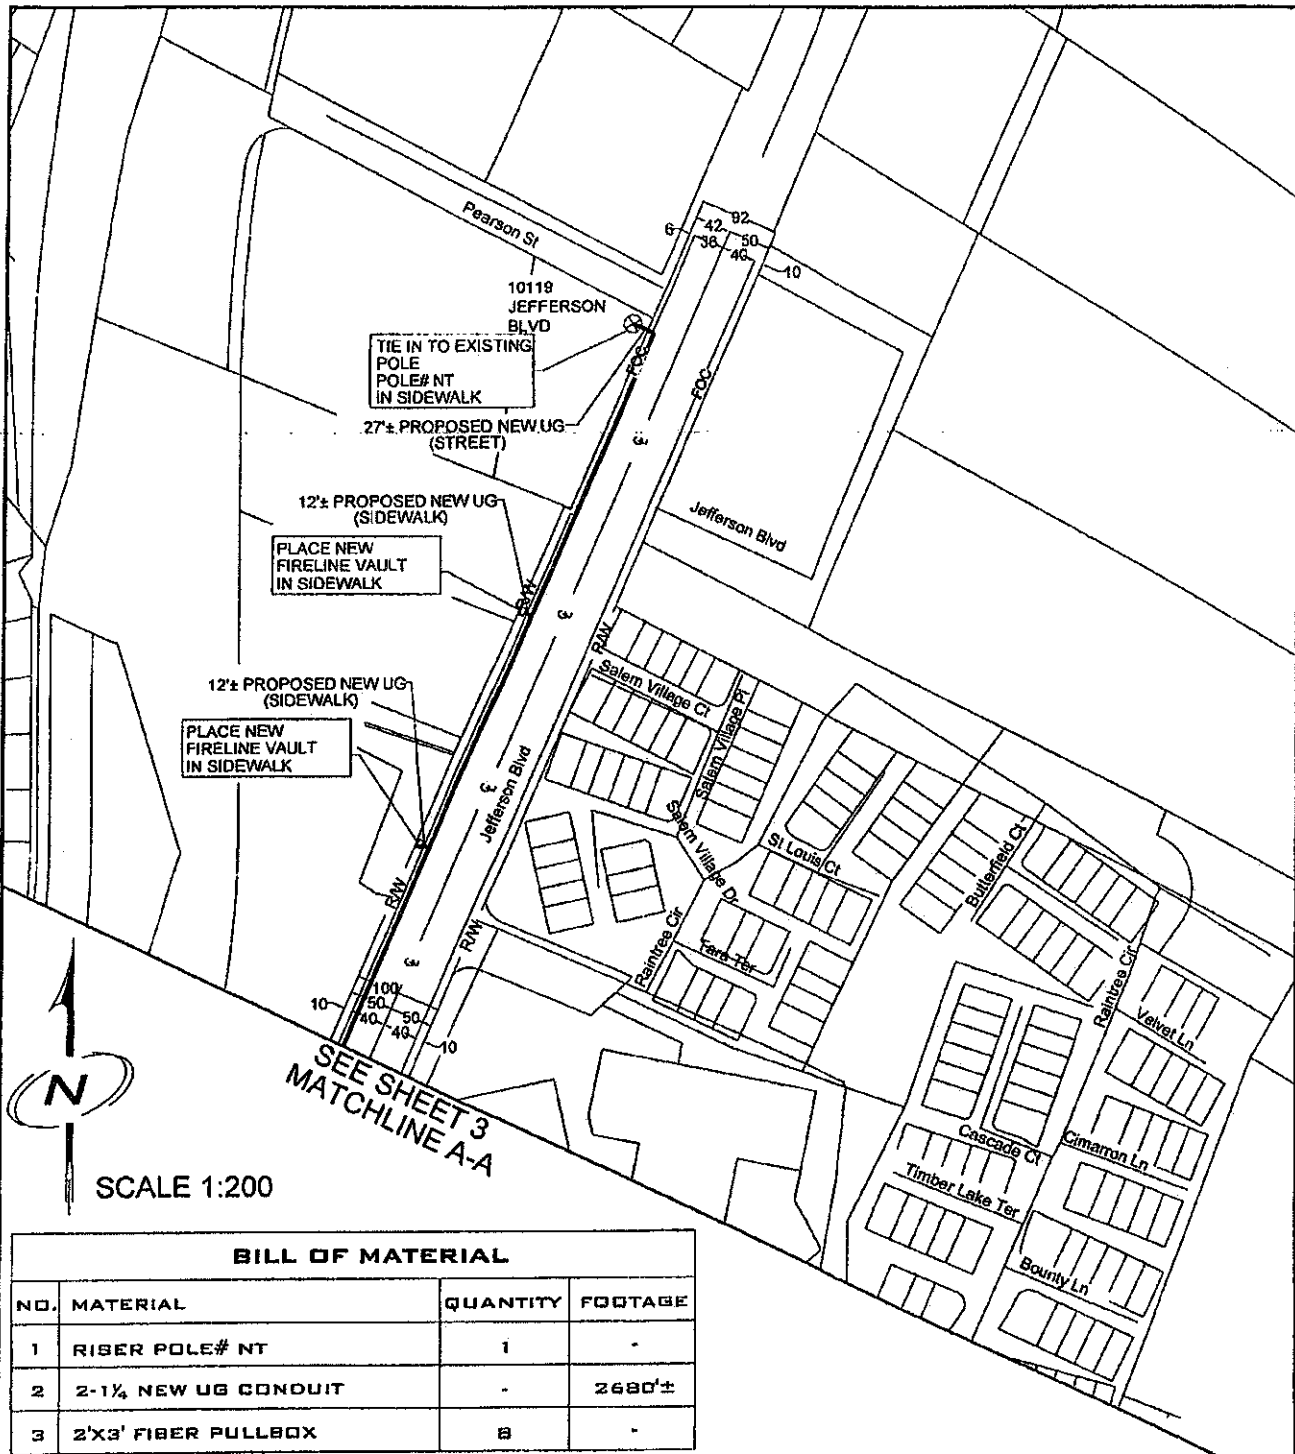 Pearson St
92
42
50
6
36
40
10
10119
JEFFERSON
BLVD
TIE IN TO EXISTING
POLE
POLE# NT
IN SIDEWALK
FOC
FOC
27'± PROPOSED NEW UG
(STREET)
3
12'± PROPOSED NEW UG
(SIDEWALK)
Jefferson Blvd
PLACE NEW
FIRELINE VAULT
IN SIDEWALK
R/W
3
R/W
12'± PROPOSED NEW UG
(SIDEWALK)
Salem Village Ct
Salem Village Pl
PLACE NEW
FIRELINE VAULT
IN SIDEWALK
3
Jefferson Blvd
Salem Village Dr
St Louis Ct
Butterfield Ct
R/W
R/W
Raintree Cir
Tara Ter
Raintree Cir
3
100
50
50
10
40
40
10
Velvet Ln
SEE SHEET 3
MATCHLINE A-A
N
Cascade Ct
Cimarron Ln
Timber Lake Ter
Bounty Ln
SCALE 1:200
BILL OF MATERIAL
NO. MATERIAL QUANTITY FOOTAGE
1 RISER POLE# NT 1 -
2 2-1¼ NEW UG CONDUIT - 2680'±
3 2'X3' FIBER PULLBOX -